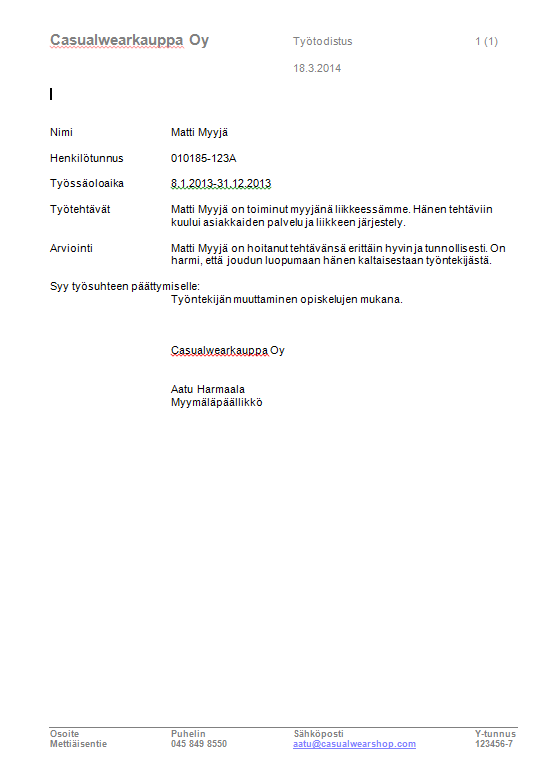 Casualwearkauppa Oy Työtodistus 1 (1)
18.3.2014
Nimi Matti Myyjä
Henkilötunnus 010185-123A
Työssäoloaika 8.1.2013-31.12.2013
Työtehtävät Matti Myyjä on toiminut myyjänä liikkeessämme. Hänen tehtäviin
kuului asiakkaiden palvelu ja liikkeen järjestely.
Arviointi Matti Myyjä on hoitanut tehtävänsä erittäin hyvin ja tunnollisesti. On
harmi, että joudun luopumaan hänen kaltaisestaan työntekijästä.
Syy työsuhteen päättymiselle:
Työntekijän muuttaminen opiskelujen mukana.
Casualwearkauppa Oy
Aatu Harmaala
Myymäläpäällikkö
Osoite Puhelin Sähköposti Y-tunnus
Mettiäisentie 045 849 8550 aatu@casualwearshop.com 123456-7